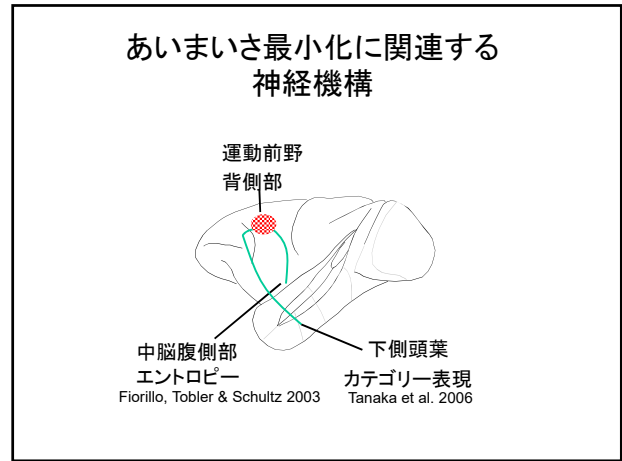 あいまいさ最小化に関連する
神経機構
運動前野
背側部
中脳腹側部
エントロピー
Fiorillo, Tobler & Schultz 2003
下側頭葉
カテゴリー表現
Tanaka et al. 2006